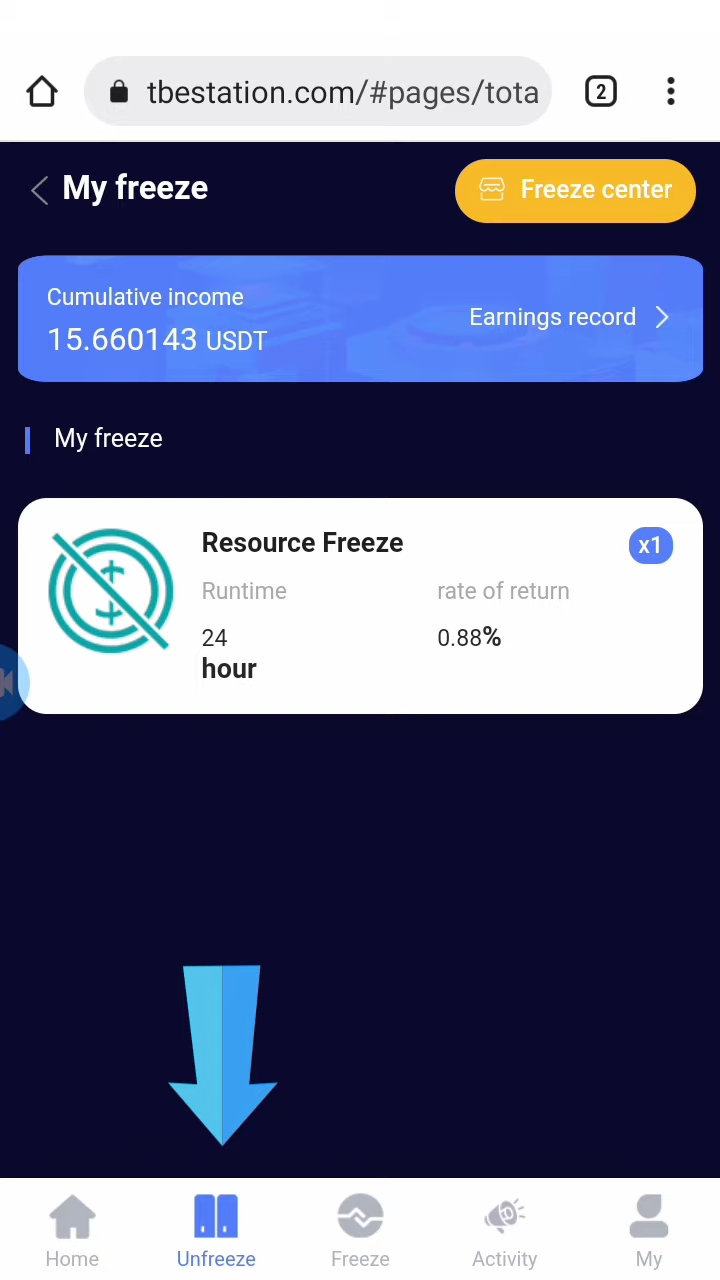 tbestation.com/#pages/tota
2
My freeze
Freeze center
Cumulative income
15.660143 USDT
Earnings record
My freeze
Resource Freeze
x1
Runtime
rate of return
24
hour
0.88%
Home
Unfreeze
Freeze
Activity
My